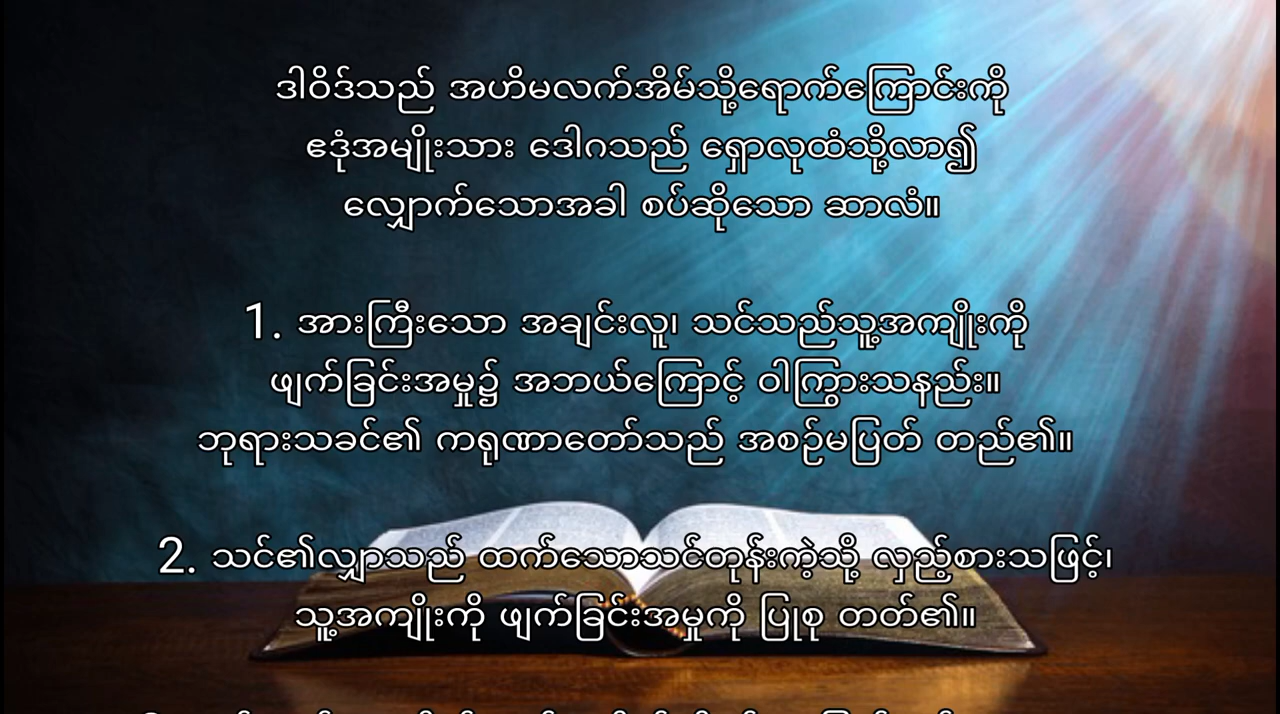 ဒါဝိဒ်သည် အဟိမလက်အိမ်သို့ရောက်ကြောင်းကို
ဧဒုံအမျိုးသား ဒေါဂသည် ရှောလုထံသို့လာ၍
လျှောက်သောအခါ စပ်ဆိုသော ဆာလံ။
1. အားကြီးသော အချင်းလူ၊ သင်သည်သူ့အကျိုးကို
ဖျက်ခြင်းအမှု၌ အဘယ်ကြောင့် ဝါကြွားသနည်း။
ဘုရားသခင်၏ ကရုဏာတော်သည် အစဉ်မပြတ် တည်၏။
2. သင်၏လျှာသည် ထက်သောသင်တုန်းကဲ့သို့ လှည့်စားသဖြင့်၊
သူ့အကျိုးကို ဖျက်ခြင်းအမှုကို ပြုစု တတ်၏။